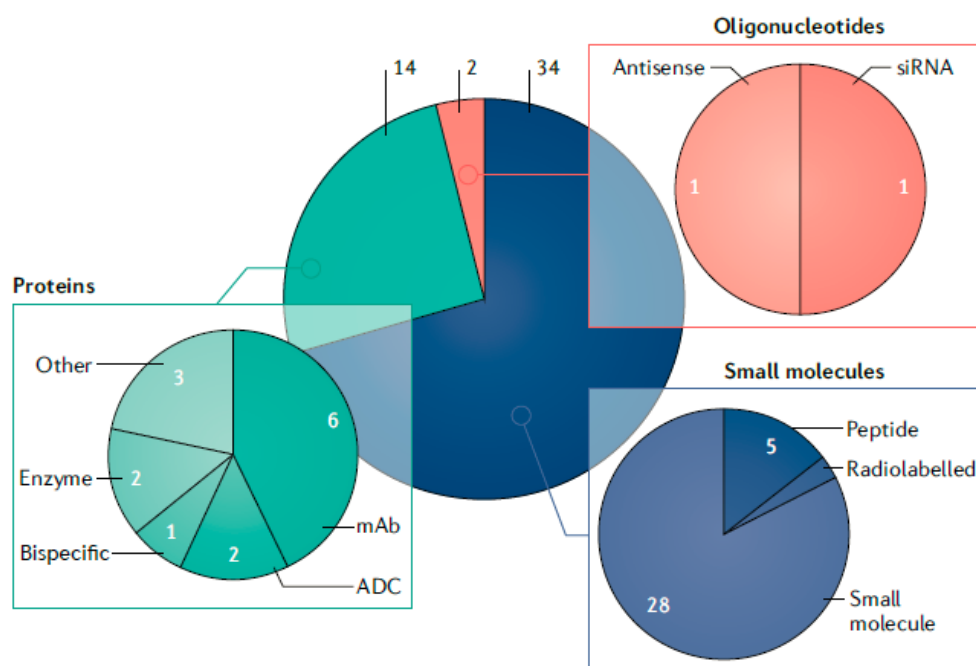 Oligonucleotides
14
2
34
Antisense
siRNA
1
1
Proteins
Other
3
6
Enzyme
2
Bispecific
1
2
mAb
ADC
Small molecules
Peptide
5
Radiolabelled
28
Small
molecule